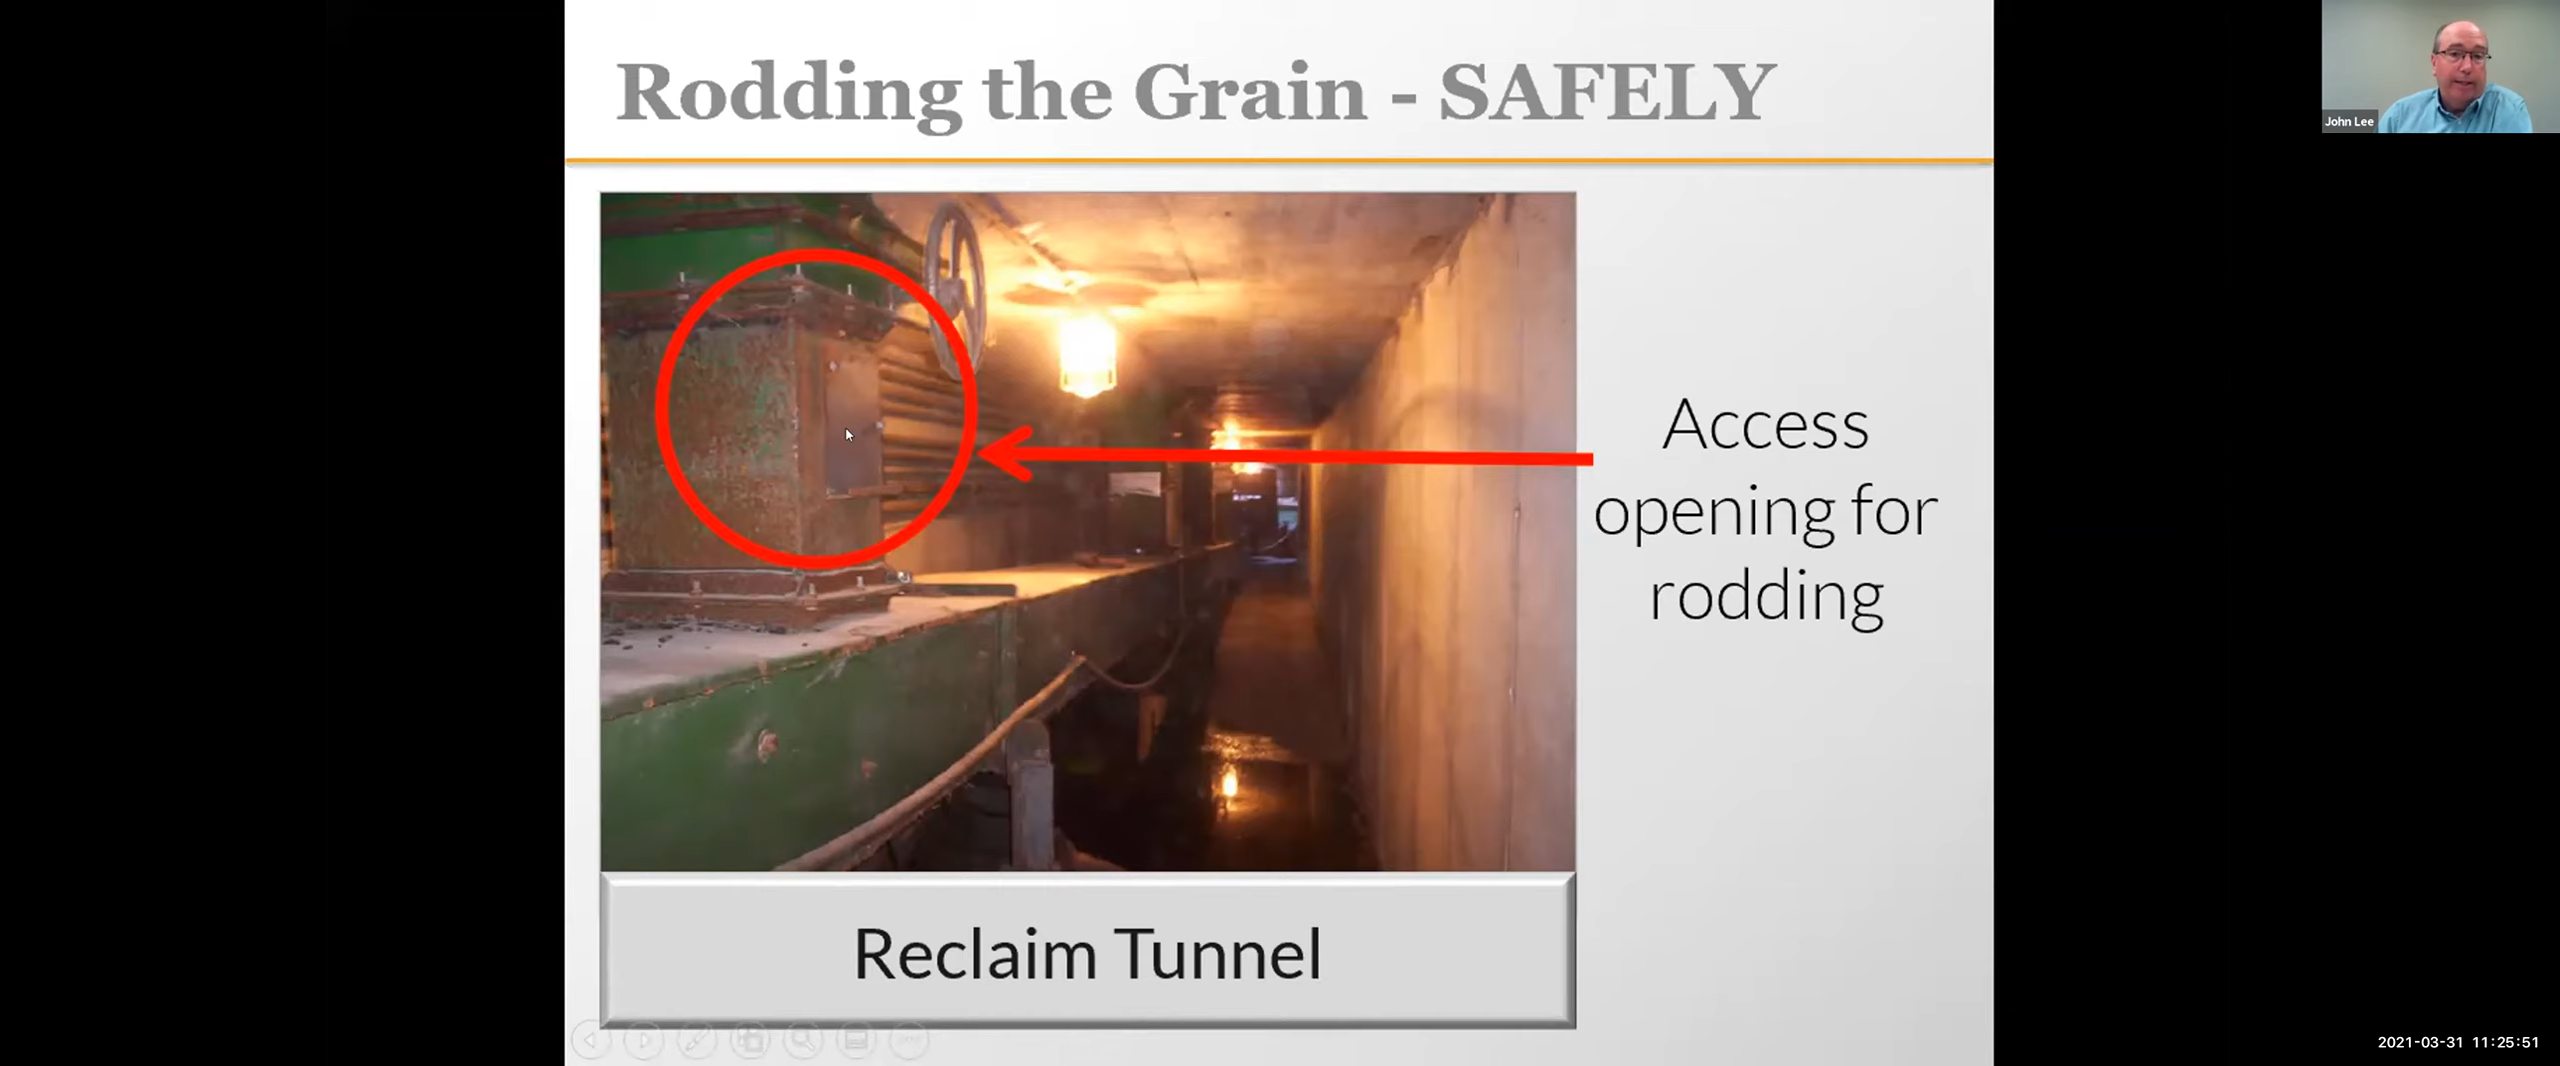 Rodding the Grain - SAFELY
John Lee
Access
opening for
rodding
Reclaim Tunnel
2021-03-31 11:25:51